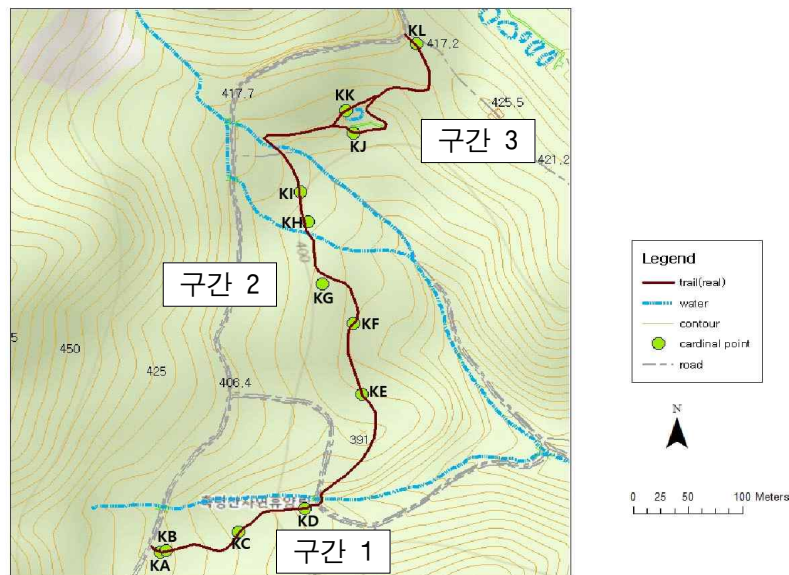 KL
417.2
417.7
KK
425.5
KJ
구간 3
421.2
KI
KH
400
구간 2
KG
KF
5
450
425
406.4
KE
391
KD
KB
KC
KA
구간 1
Legend
trail(real)
water
contour
cardinal point
road
N
0 25 50 100 Meters